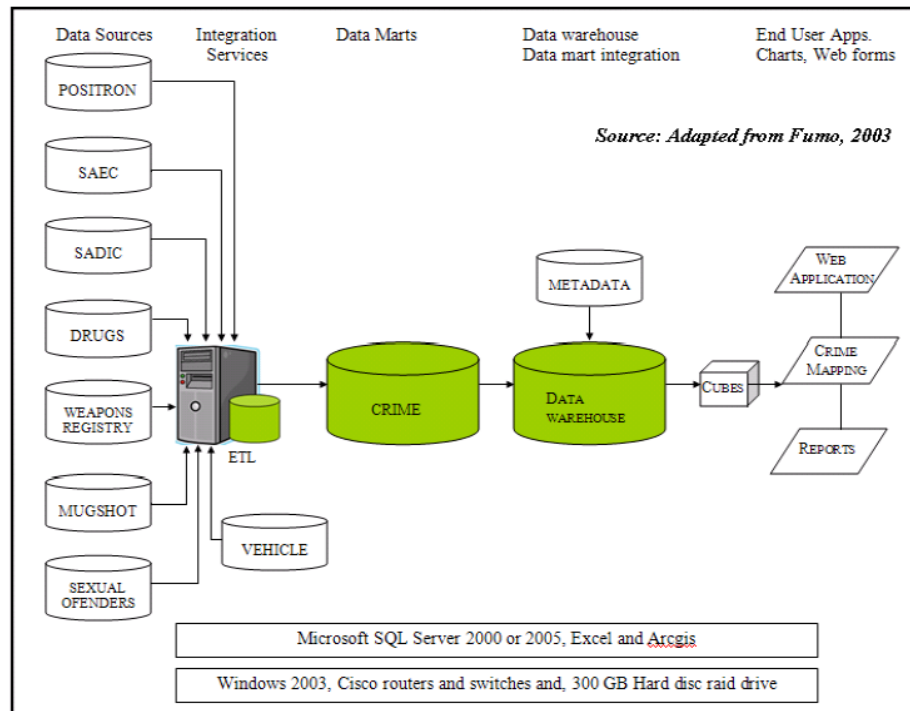 Data Sources
Integration
Services
Data Marts
Data warehouse
Data mart integration
End User Apps.
Charts, Web forms
POSITRON
Source: Adapted from Fumo, 2003
SAEC
SADIC
DRUGS
WEAPONS
REGISTRY
MUGSHOT
SEXUAL
OFENDERS
VEHICLE
ETL
CRIME
METADATA
DATA
WAREHOUSE
CUBES
WEB
APPLICATION
CRIME
MAPPING
REPORTS
Microsoft SQL Server 2000 or 2005, Excel and Arcgis
Windows 2003, Cisco routers and switches and, 300 GB Hard disc raid drive